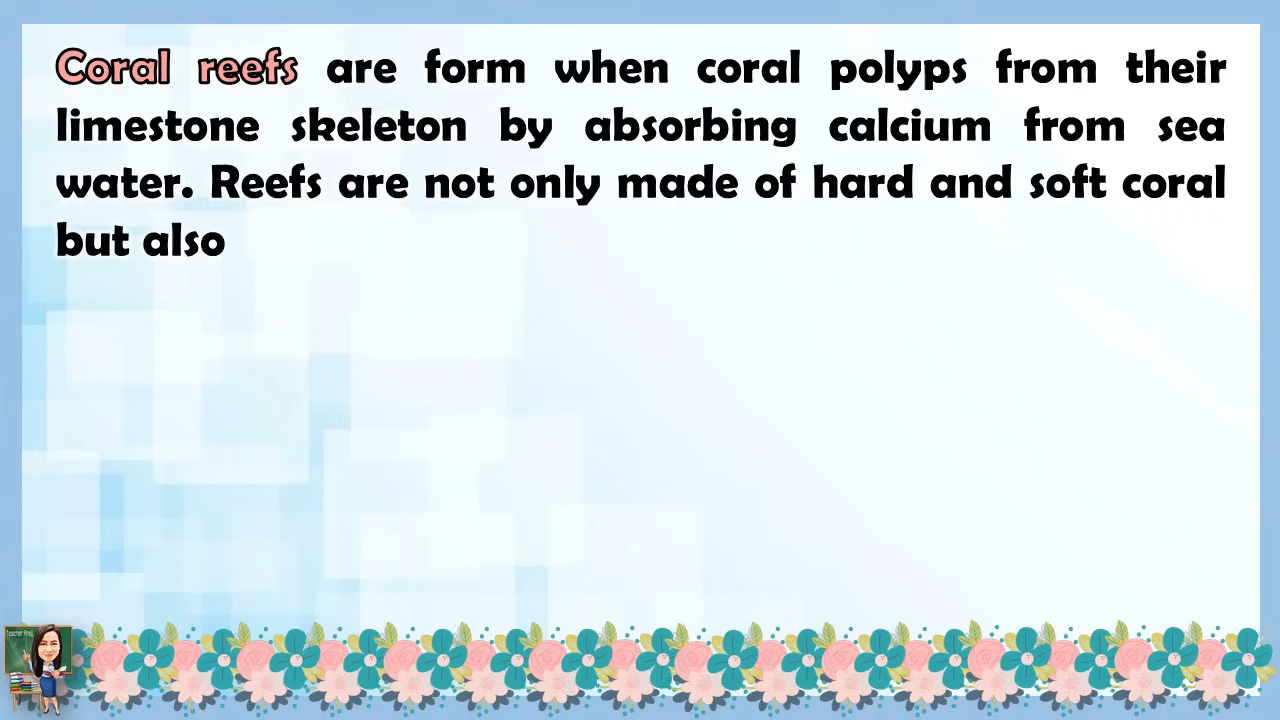 Coral reefs are form when coral polyps from their
limestone skeleton by absorbing calcium from sea
water. Reefs are not only made of hard and soft coral
but also